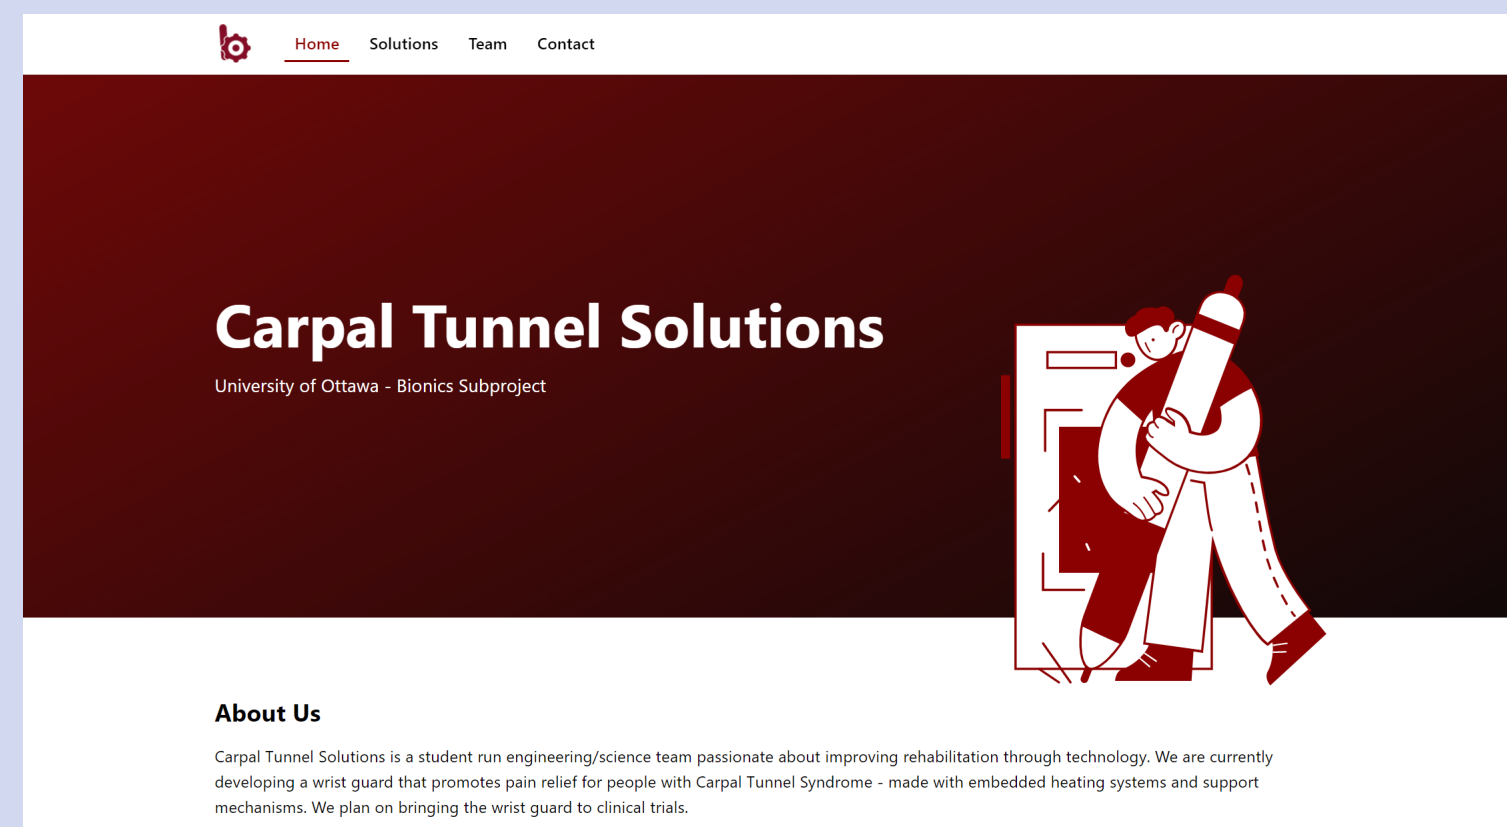 Home Solutions Team Contact
Carpal Tunnel Solutions
University of Ottawa - Bionics Subproject
About Us
Carpal Tunnel Solutions is a student run engineering/science team passionate about improving rehabilitation through technology. We are currently
developing a wrist guard that promotes pain relief for people with Carpal Tunnel Syndrome - made with embedded heating systems and support
mechanisms. We plan on bringing the wrist guard to clinical trials.